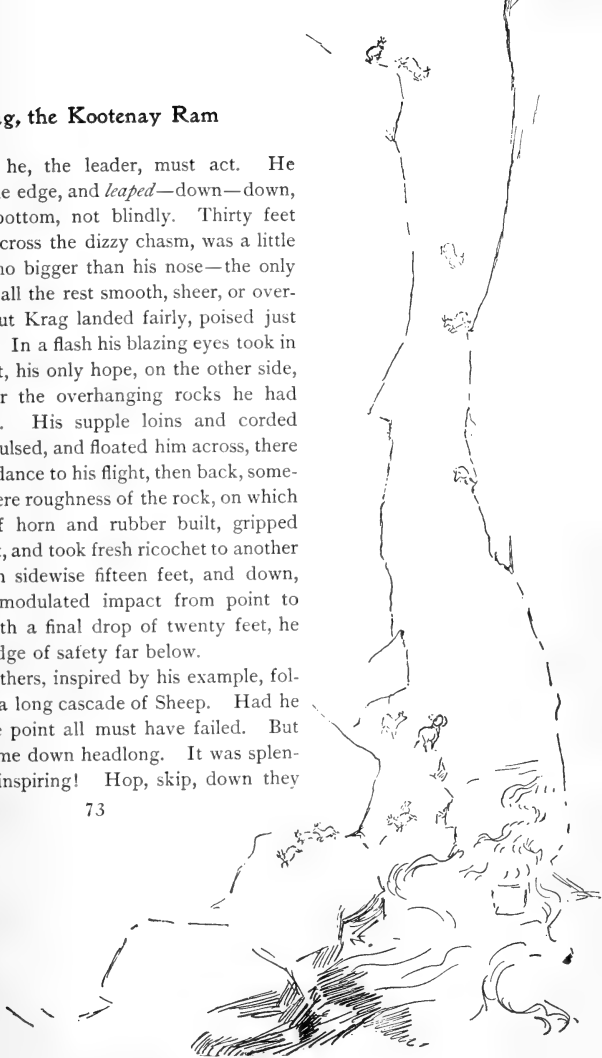 g, the Kootenay Ram
he, the leader, must act. He
e edge, and leaped—down—down,
bottom, not blindly. Thirty feet
cross the dizzy chasm, was a little
no bigger than his nose—the only
all the rest smooth, sheer, or over-
ut Krag landed fairly, poised just
In a flash his blazing eyes took in
t, his only hope, on the other side,
r the overhanging rocks he had
. His supple loins and corded
ulsed, and floated him across, there
dance to his flight, then back, some-
ere roughness of the rock, on which
f horn and rubber built, gripped
t, and took fresh ricochet to another
n sidewise fifteen feet, and down,
modulated impact from point to
th a final drop of twenty feet, he
dge of safety far below.
thers, inspired by his example, fol-
a long cascade of Sheep. Had he
e point all must have failed. But
me down headlong. It was splen-
inspiring! Hop, skip, down they
73